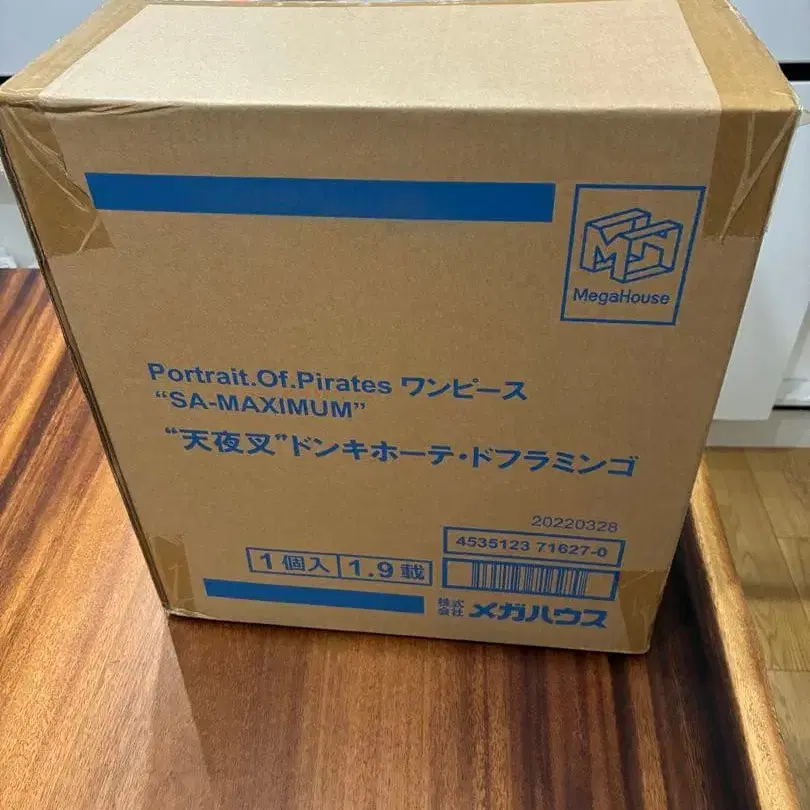 MH
MegaHouse
Portrait.Of.Pirates ワンピース
“SA-MAXIMUM”
“天夜叉”ドンキホーテ・ドフラミンゴ
20220328
4535123 71627-0
1個入 1.9載
株式会社 メガハウス